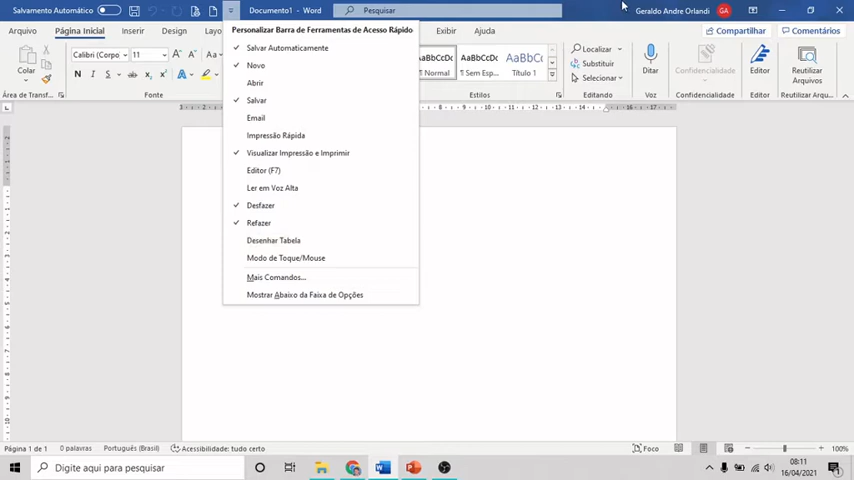 Salvamento Automático
Documento1 - Word
Pesquisar
Geraldo Andre Orlandi
GA
Arquivo
Página Inicial
Inserir
Design
Exibir
Ajuda
Compartilhar
Comentários
Personalizar Barra de Ferramentas de Acesso Rápido
Salvar Automaticamente
Novo
Abrir
Salvar
Email
Impressão Rápida
Visualizar Impressão e Imprimir
Editor (F7)
Ler em Voz Alta
Desfazer
Refazer
Desenhar Tabela
Modo de Toque/Mouse
Mais Comandos...
Mostrar Abaixo da Faixa de Opções
Colar
Calibri (Corpo)
11
N I S
Aa
Área de Transf...
Fonte
AaBbCcDc
AaBbCcDc
AaBbCc
Normal
¶ Sem Esp...
Título 1
Estilos
Localizar
Substituir
Selecionar
Editando
Ditar
Voz
Confidencialidade
Confidencialidade
Editor
Editor
Reutilizar
Arquivos
Reutilizar Arqu...
Página 1 de 1
0 palavras
Português (Brasil)
Acessibilidade: tudo certo
Foco
100%
Digite aqui para pesquisar
08:11
16/04/2021